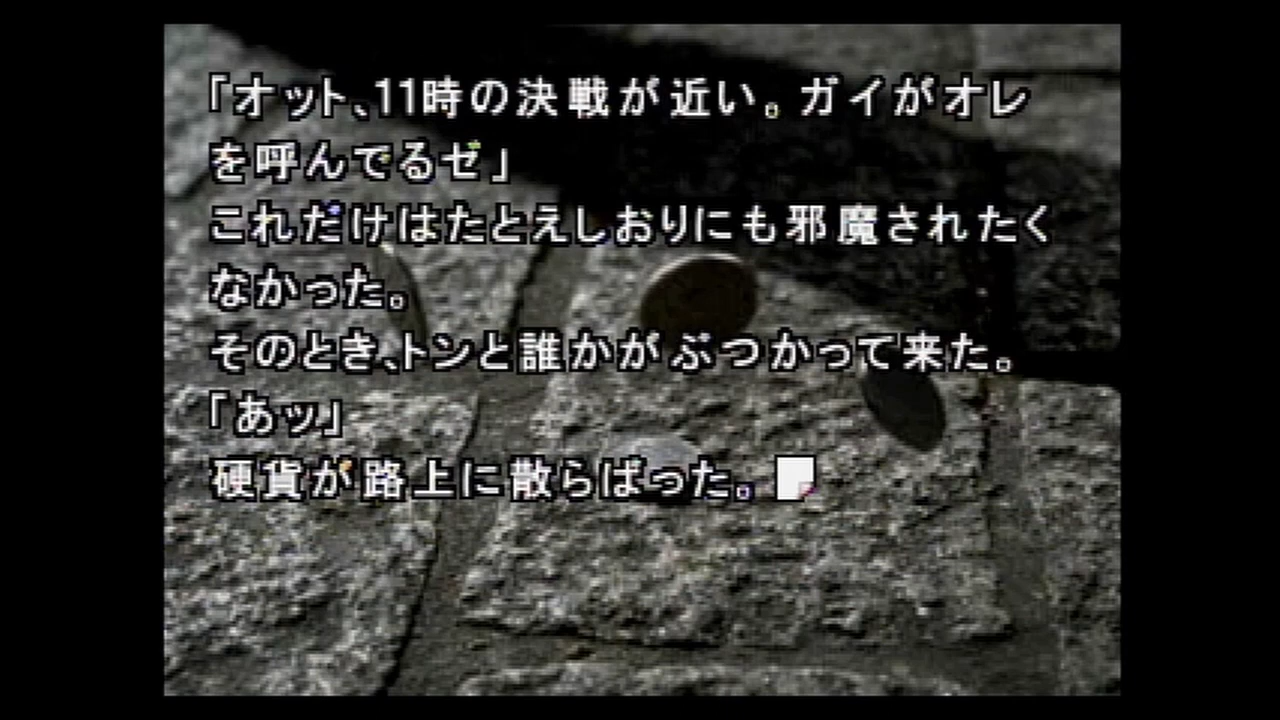 「オット、11時の決戦が近い。ガイがオレ
を呼んでるゼ」
これだけはたとえしおりにも邪魔されたく
なかった。
そのとき、トンと誰かがぶつかって来た。
「あッ」
硬貨が路上に散らばった。